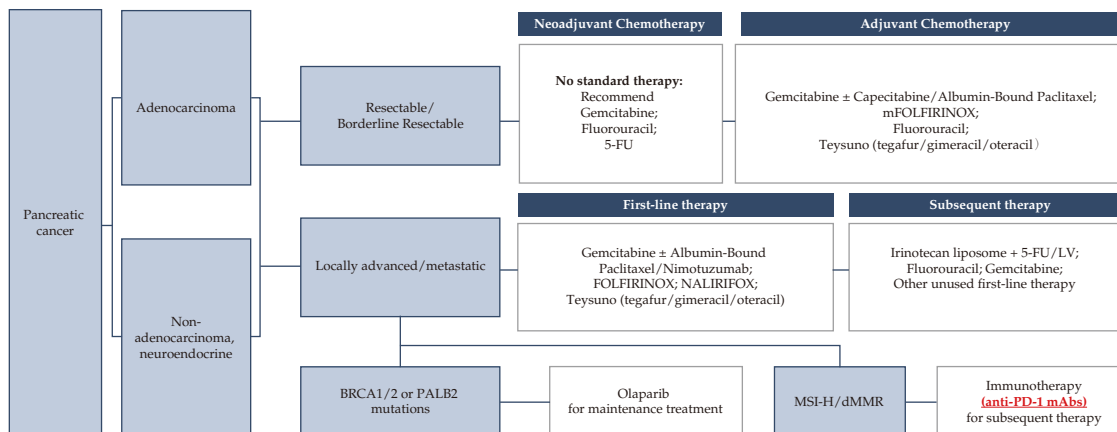 Pancreatic
cancer
Adenocarcinoma
Non-
adenocarcinoma,
neuroendocrine
Resectable/
Borderline Resectable
Neoadjuvant Chemotherapy
No standard therapy:
Recommend
Gemcitabine;
Fluorouracil;
5-FU
Adjuvant Chemotherapy
Gemcitabine ± Capecitabine/Albumin-Bound Paclitaxel;
mFOLFIRINOX;
Fluorouracil;
Teysuno (tegafur/gimeracil/oteracil)
Locally advanced/metastatic
First-line therapy
Gemcitabine ± Albumin-Bound
Paclitaxel/Nimotuzumab;
FOLFIRINOX; NALIRIFOX;
Teysuno (tegafur/gimeracil/oteracil)
Subsequent therapy
Irinotecan liposome + 5-FU/LV;
Fluorouracil; Gemcitabine;
Other unused first-line therapy
BRCA1/2 or PALB2
mutations
Olaparib
for maintenance treatment
MSI-H/dMMR
Immunotherapy
(anti-PD-1 mAbs)
for subsequent therapy